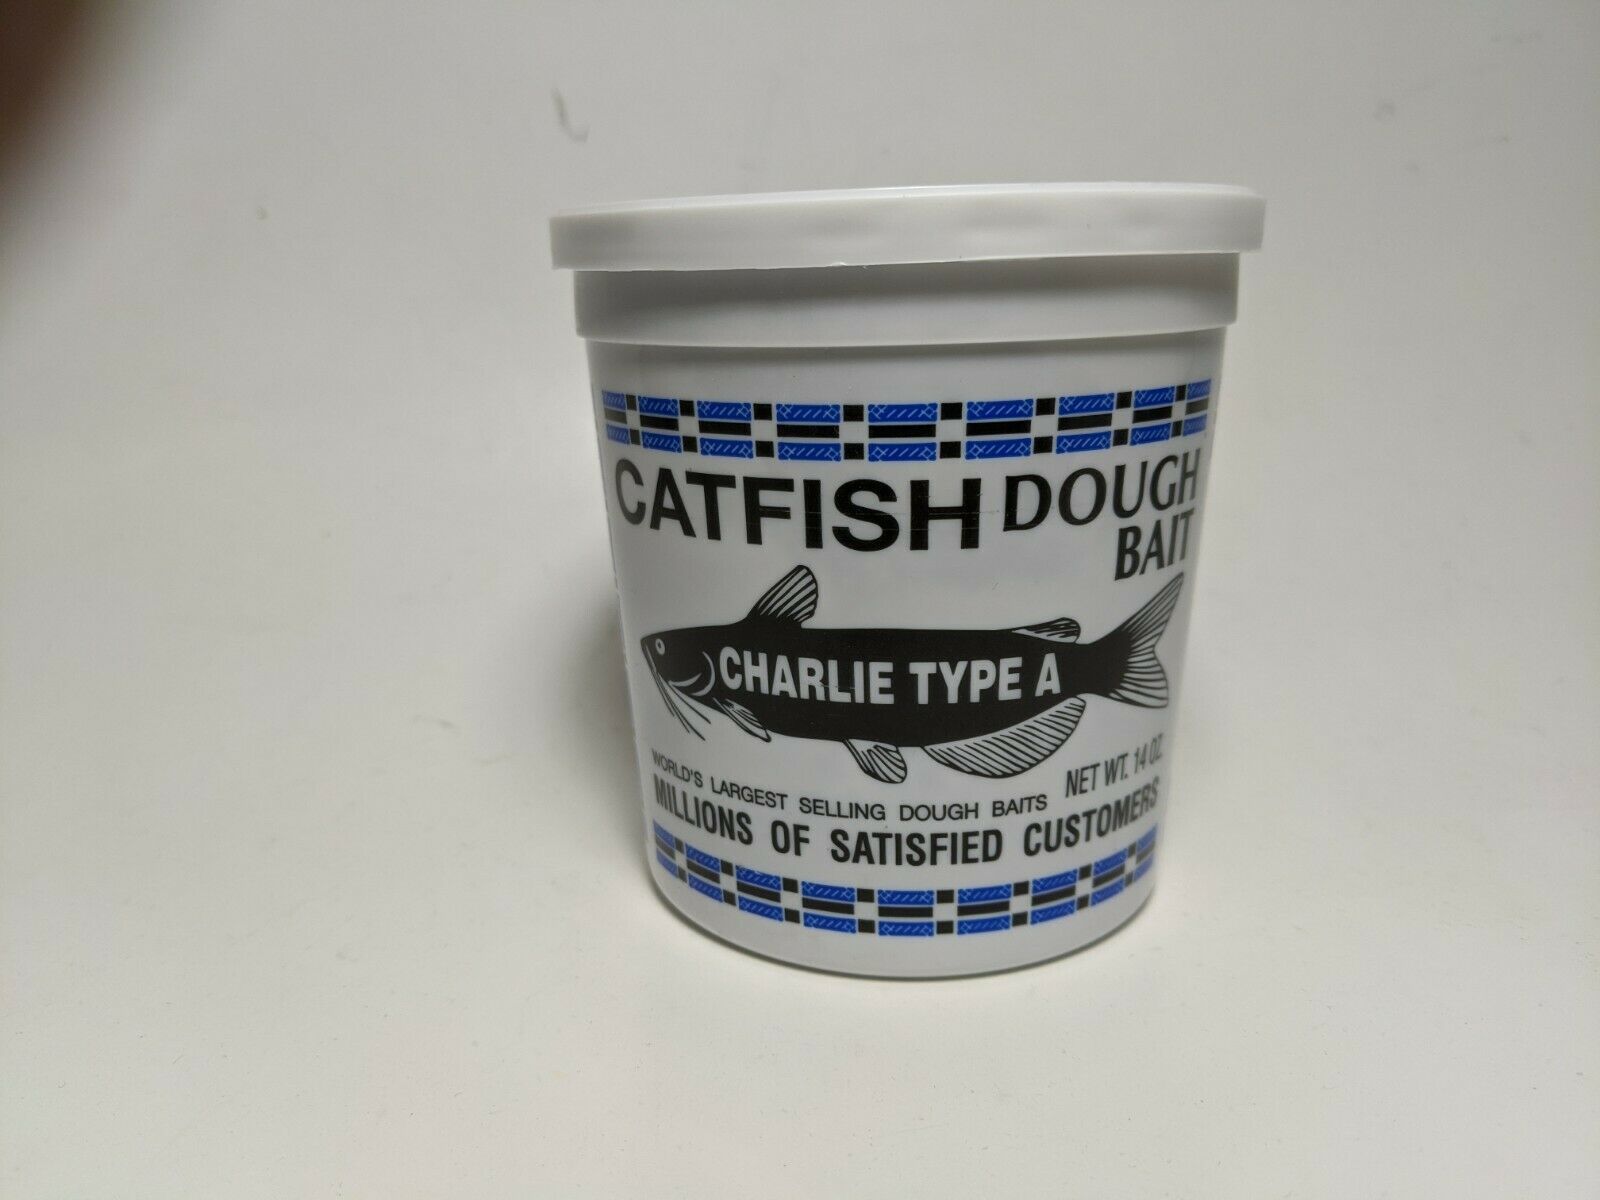 CATFISH DOUGH
BAIT
CHARLIE TYPE A
WORLD'S LARGEST SELLING DOUGH BAITS
NET WT. 14 OZ.
MILLIONS OF SATISFIED CUSTOMERS